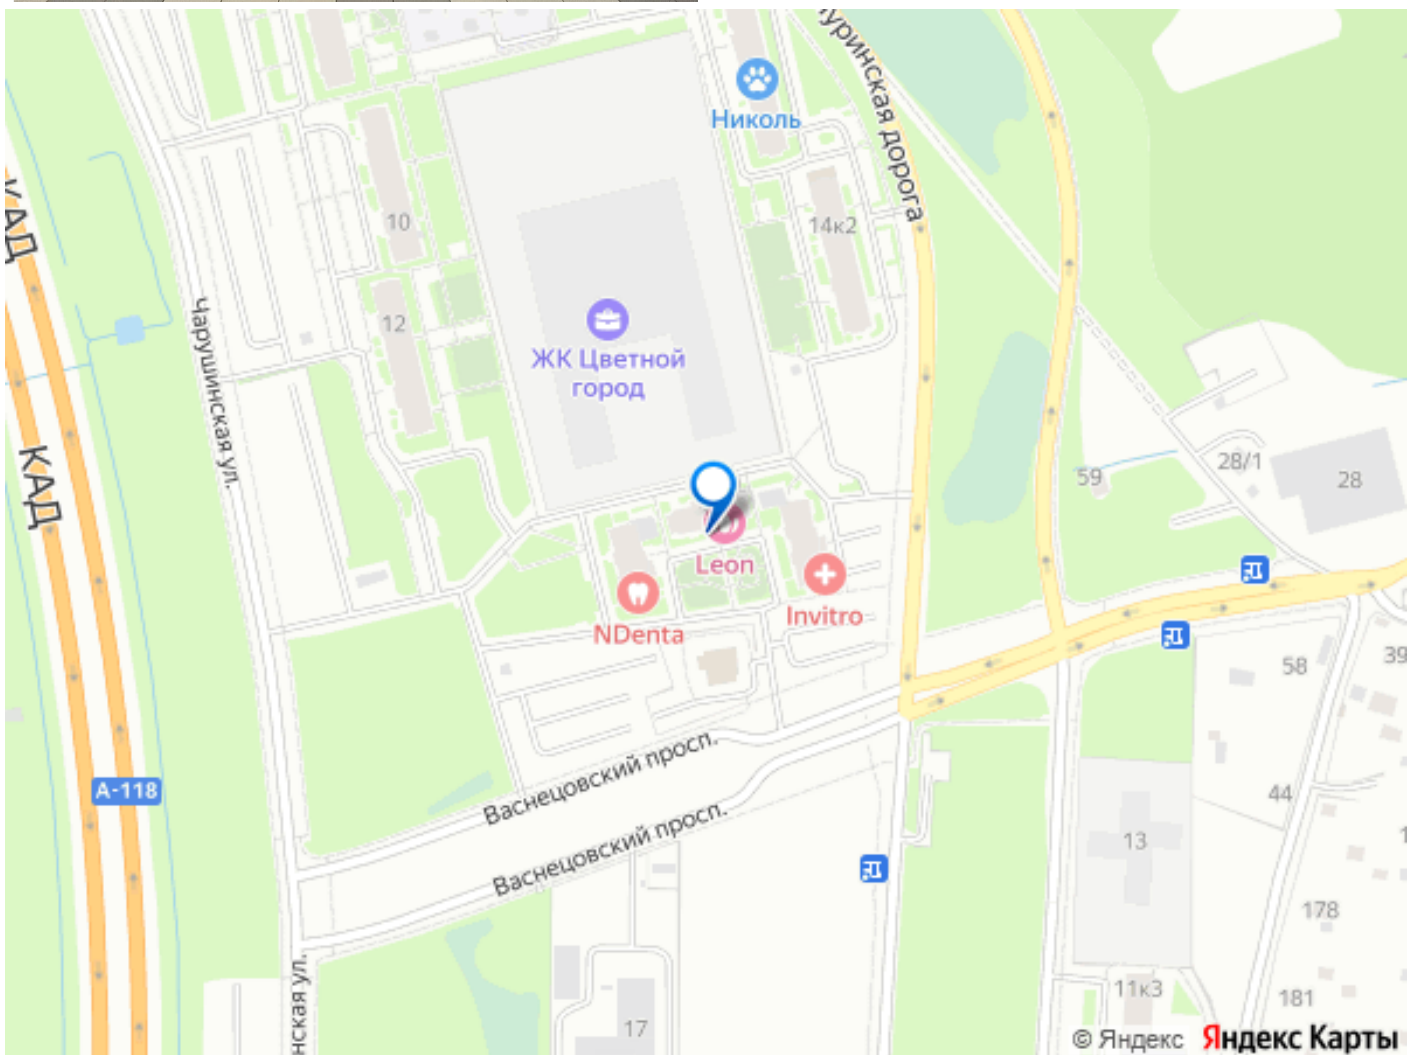 уринская дорога
Николь
КАД
10
14к2
Чарушинская ул.
12
ЖК Цветной
город
КАД
28/1
59
28
Leon
Invitro
NDenta
58
39
Васнецовский просп.
А-118
44
Васнецовский просп.
13
178
нская ул.
11к3
181
17
© Яндекс Яндекс Карты